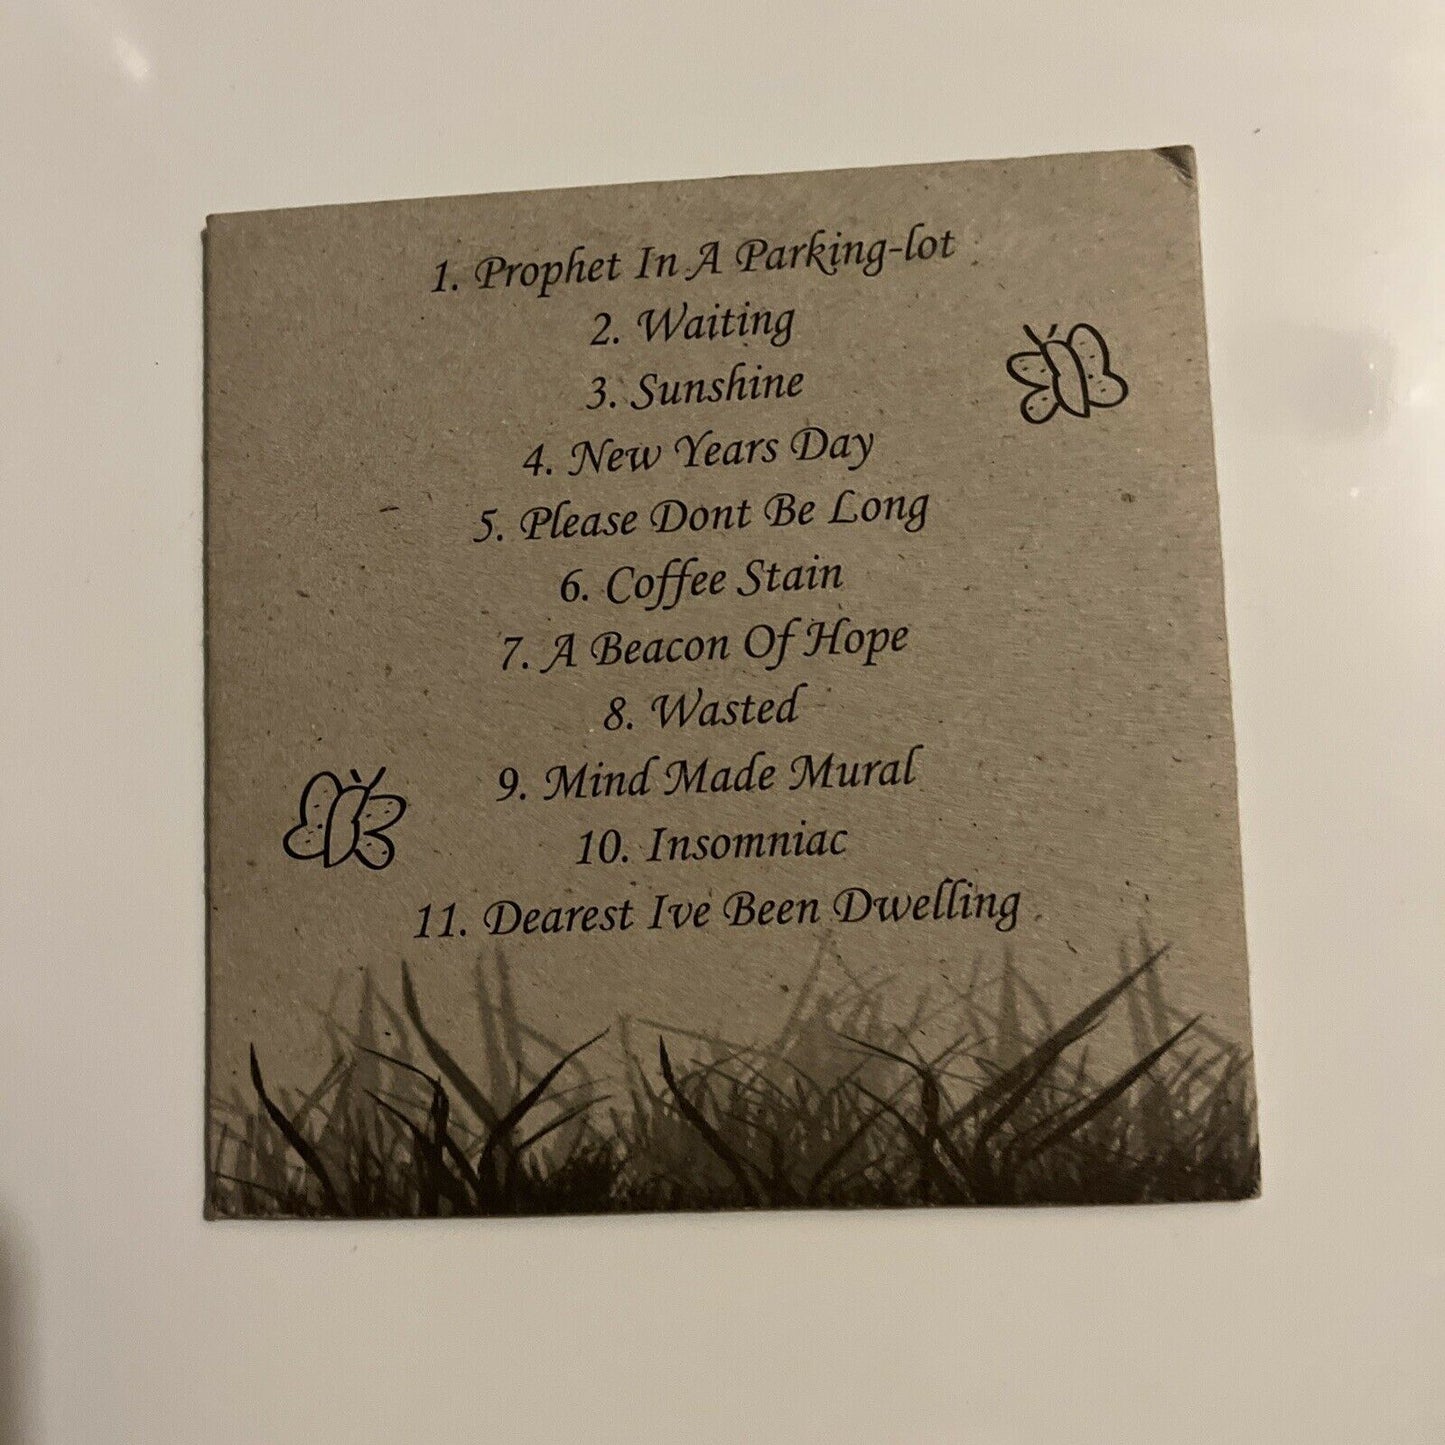 1. Prophet In A Parking-lot
2. Waiting
3. Sunshine
4. New Years Day
5. Please Dont Be Long
6. Coffee Stain
7. A Beacon Of Hope
8. Wasted
9. Mind Made Mural
10. Insomniac
11. Dearest Ive Been Dwelling